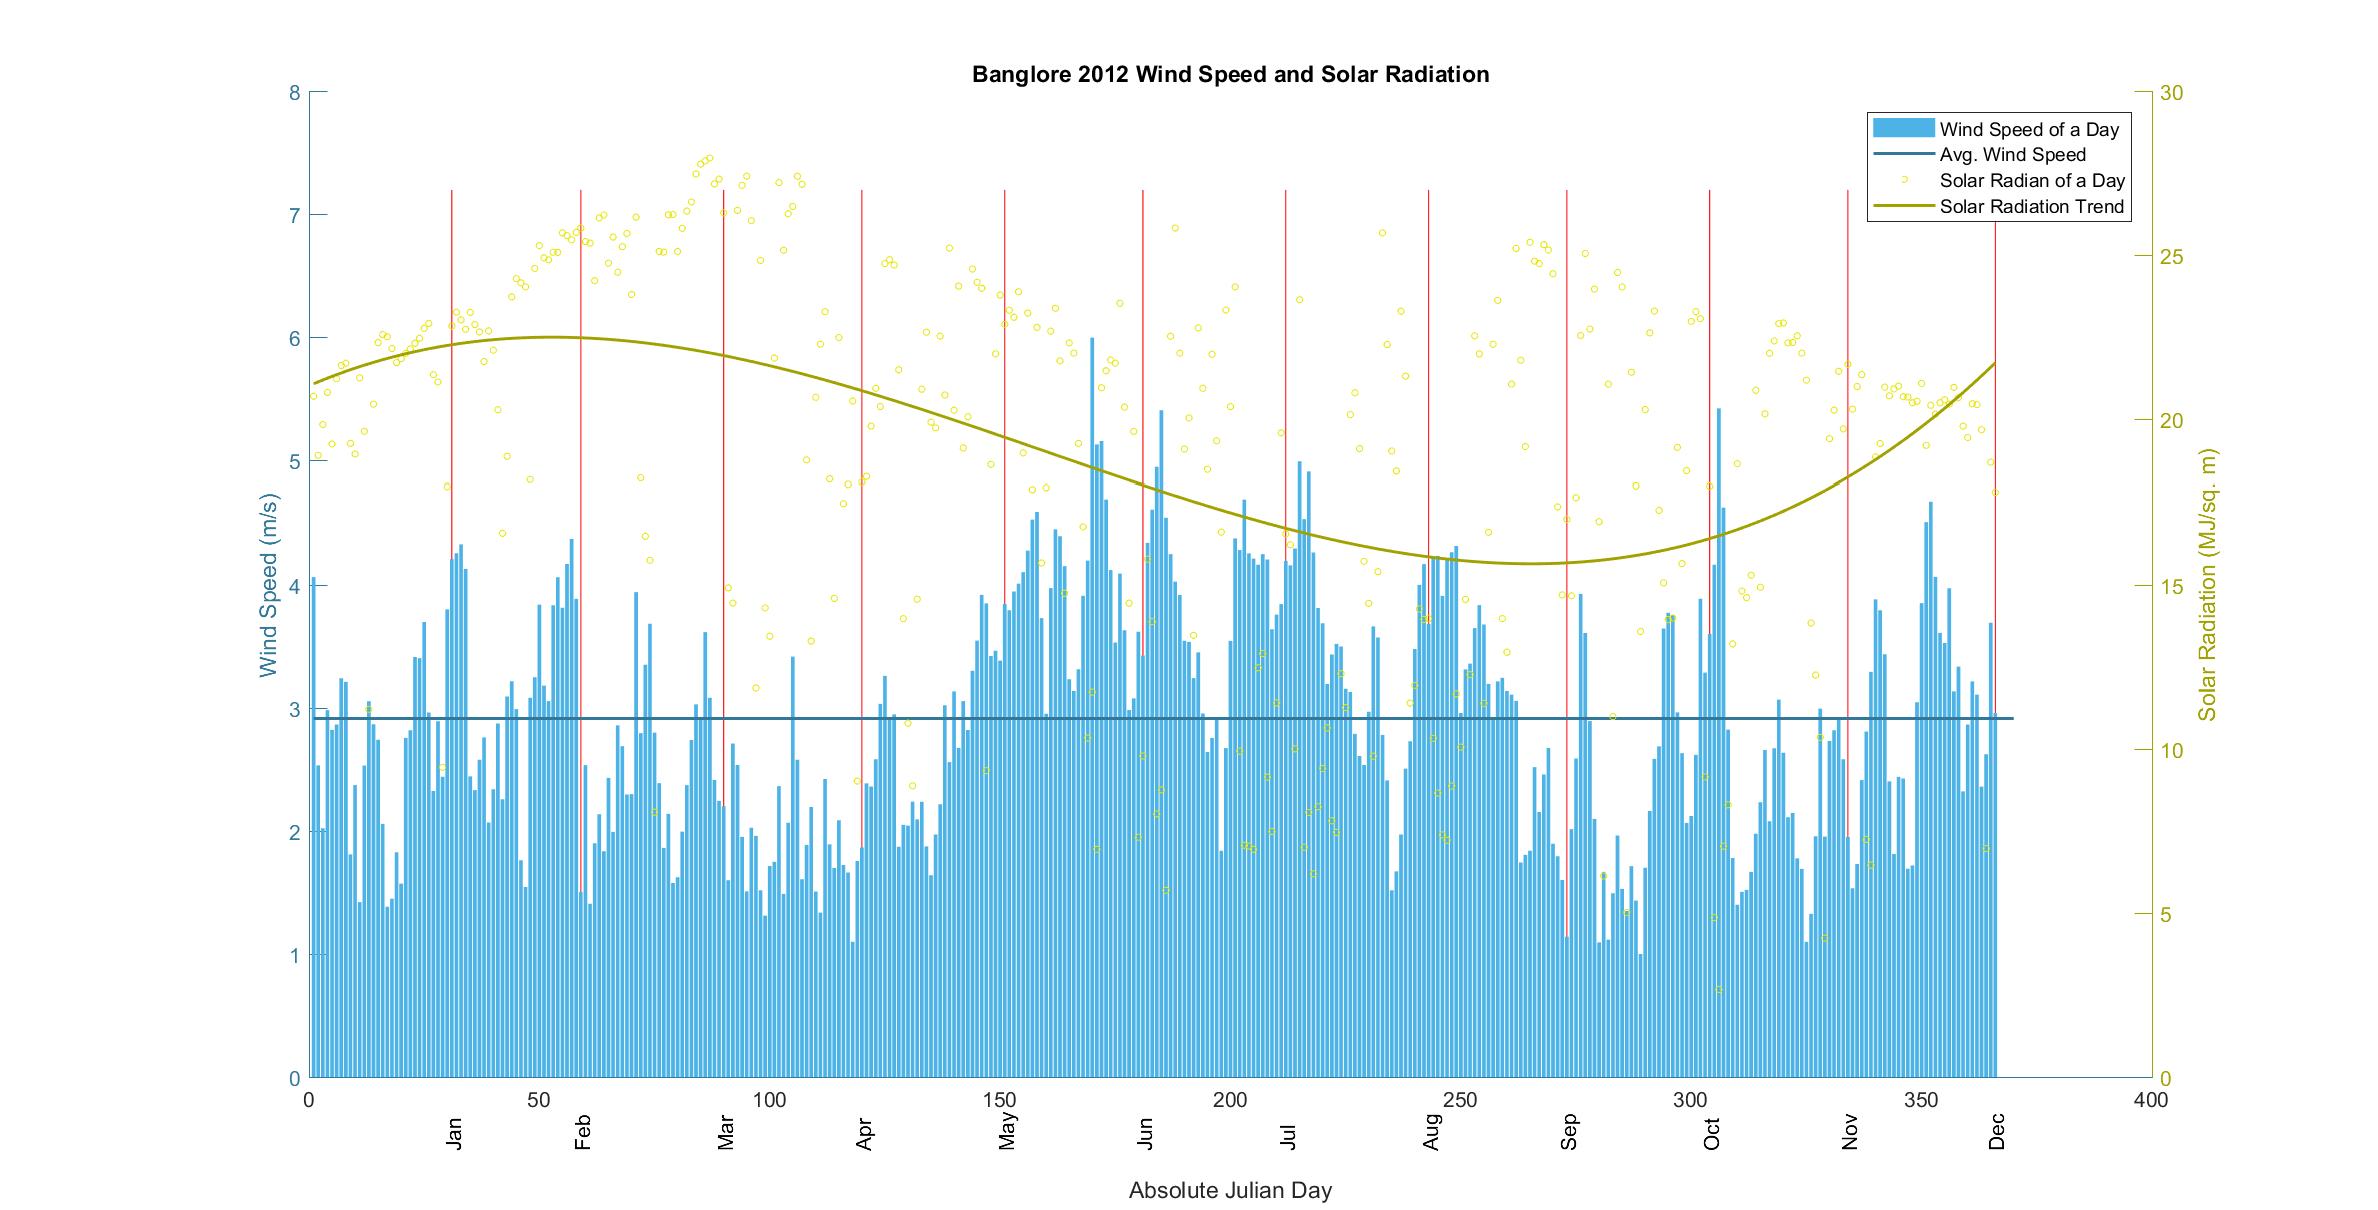 Banglore 2012 Wind Speed and Solar Radiation
8
7
6
5
4
3
2
1
0
Wind Speed (m/s)
30
25
20
15
10
5
0
Solar Radiation (MJ/sq. m)
Wind Speed of a Day
Avg. Wind Speed
Solar Radian of a Day
Solar Radiation Trend
0 50 100 150 200 250 300 350 400
Jan Feb Mar Apr May Jun Jul Aug Sep Oct Nov Dec
Absolute Julian Day